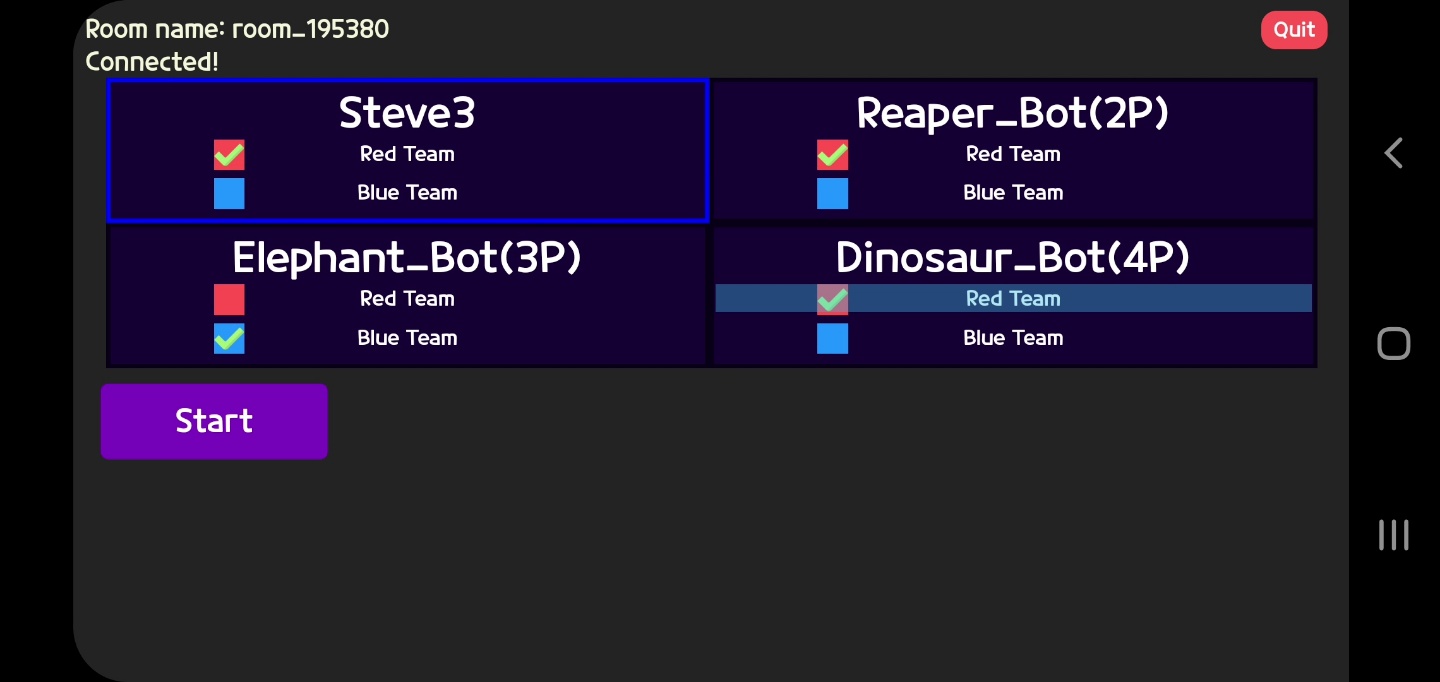 Room name: room_195380
Quit
Connected!
Steve3
Red Team
Blue Team
Reaper_Bot(2P)
Red Team
Blue Team
Elephant_Bot(3P)
Red Team
Blue Team
Dinosaur_Bot(4P)
Red Team
Blue Team
Start